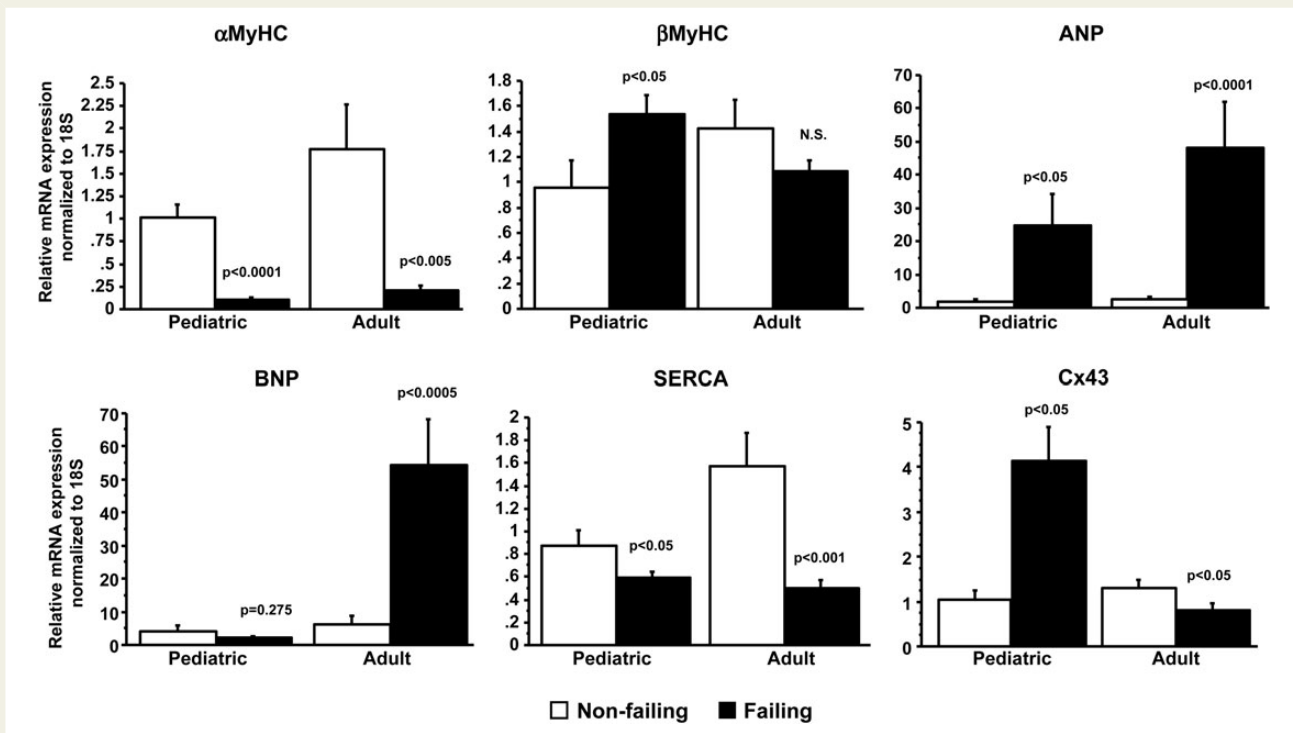 αMyHC
βMyHC
ANP
Relative mRNA expression
normalized to 18S
2.5
2.25
2
1.75
1.5
1.25
1
.75
.5
.25
0
p<0.0001
p<0.005
Pediatric
Adult
1.8
1.6
1.4
1.2
1
.8
.6
.4
.2
0
p<0.05
N.S.
Pediatric
Adult
70
60
50
40
30
20
10
0
p<0.05
p<0.0001
Pediatric
Adult
BNP
SERCA
Cx43
Relative mRNA expression
normalized to 18S
70
60
50
40
30
20
10
0
p=0.275
p<0.0005
Pediatric
Adult
2
1.8
1.6
1.4
1.2
1
.8
.6
.4
.2
0
p<0.05
p<0.001
Pediatric
Adult
5
4
3
2
1
0
p<0.05
p<0.05
Pediatric
Adult
Non-failing
Failing